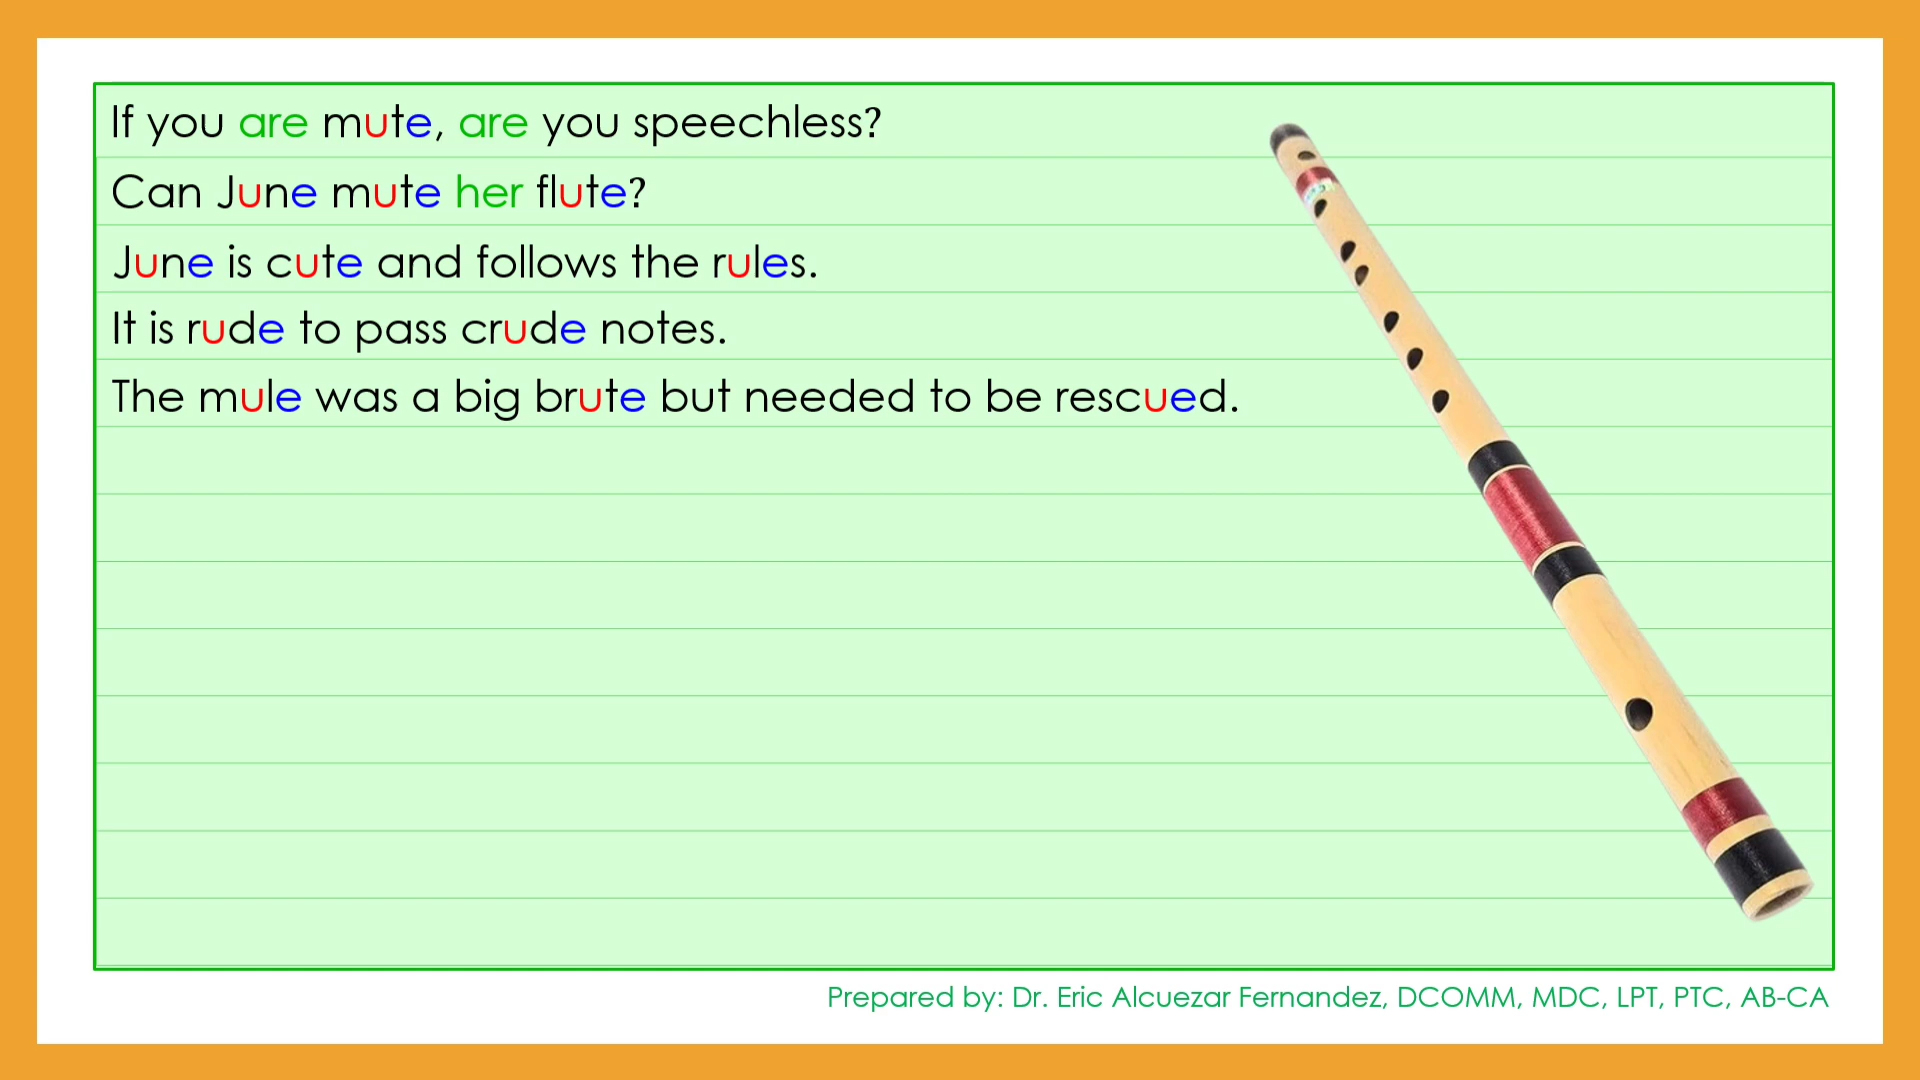 If you are mute, are you speechless?
Can June mute her flute?
June is cute and follows the rules.
It is rude to pass crude notes.
The mule was a big brute but needed to be rescued.
Prepared by: Dr. Eric Alcuezar Fernandez, DCOMM, MDC, LPT, PTC, AB-CA